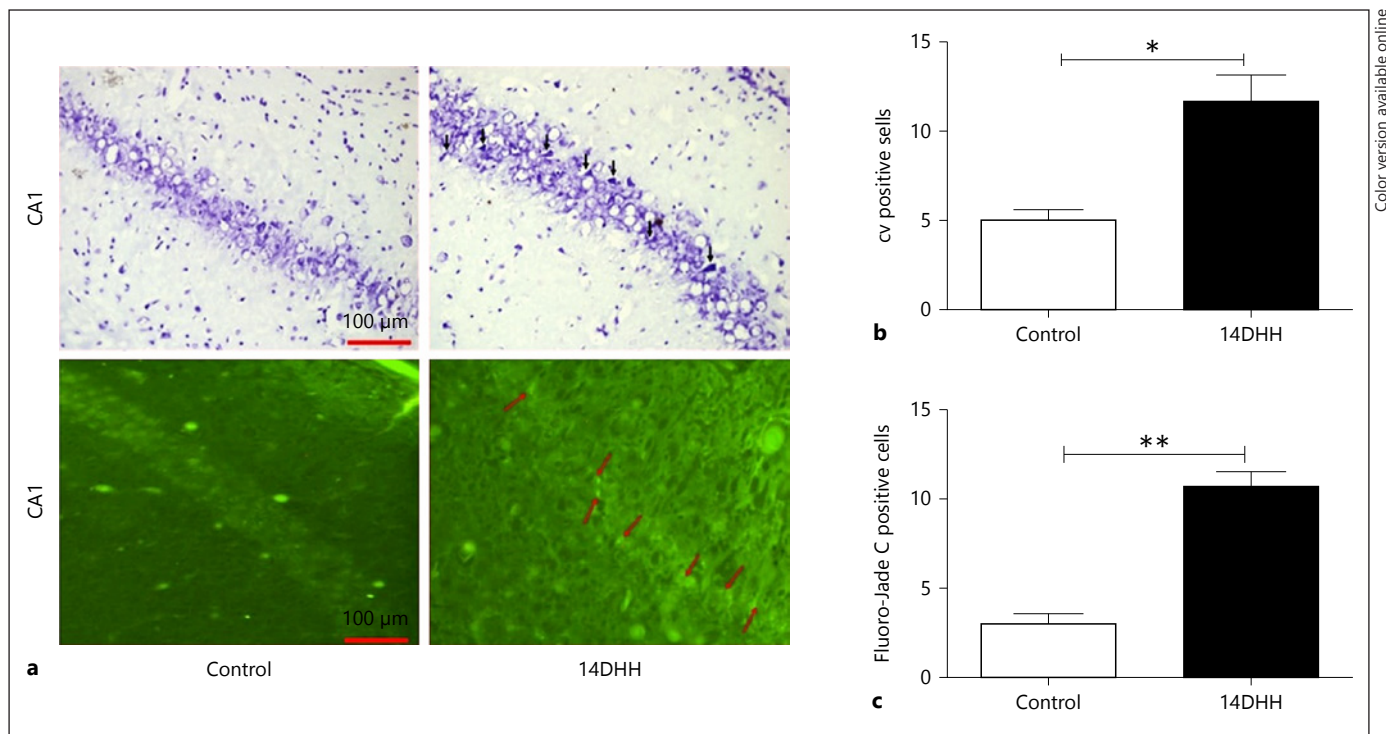 CA1
100 μm
CA1
100 μm
a
Control
14DHH
15
10
5
0
cv positive sells
*
Control
14DHH
b
15
10
5
0
Fluoro-Jade C positive cells
**
Control
14DHH
c
Color version available online